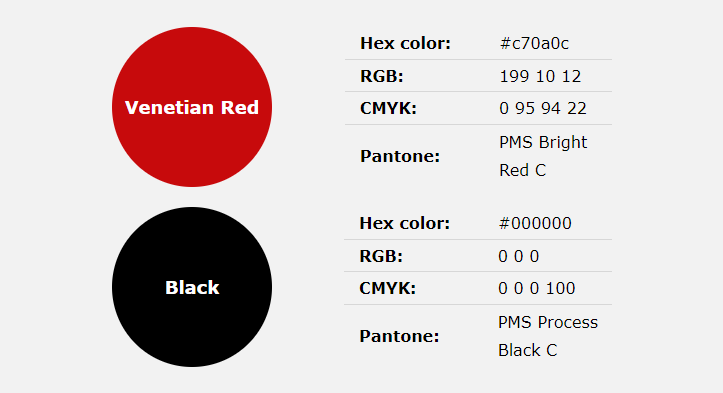 Venetian Red
Hex color: #c70a0c
RGB: 199 10 12
CMYK: 0 95 94 22
Pantone: PMS Bright
Red C
Black
Hex color: #000000
RGB: 0 0 0
CMYK: 0 0 0 100
Pantone: PMS Process
Black C